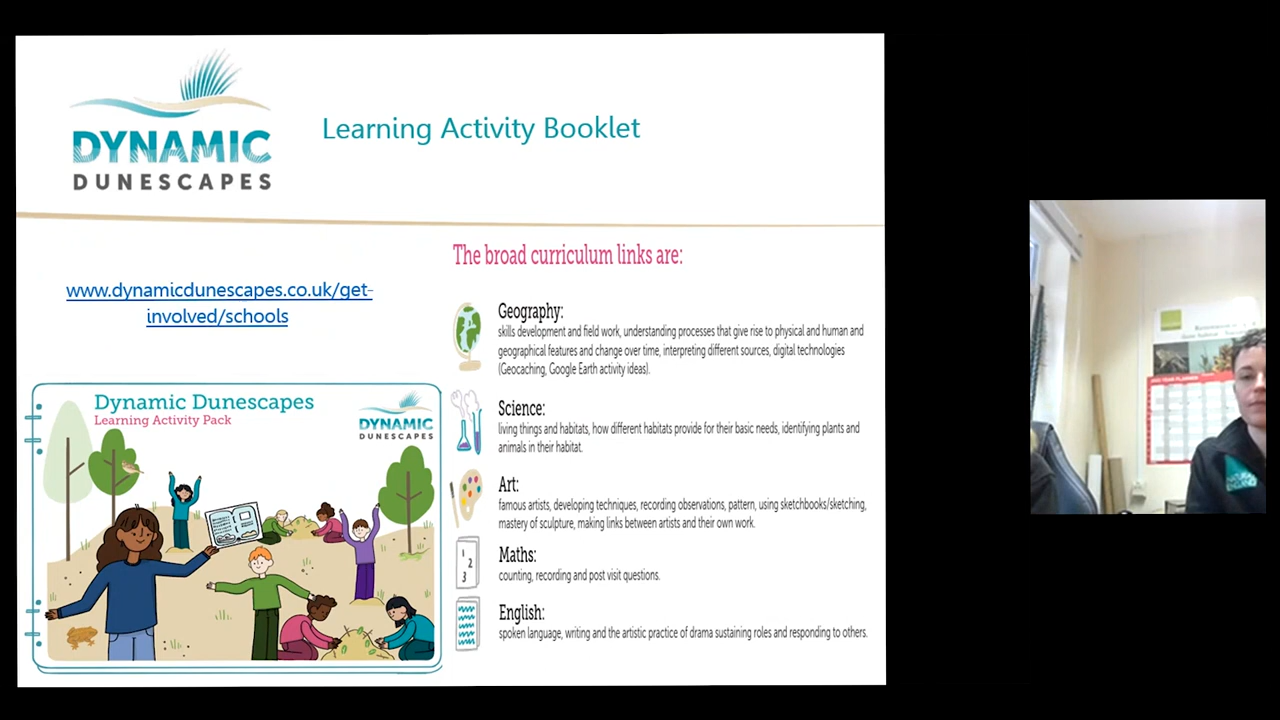 DYNAMIC
DUNESCAPES
Learning Activity Booklet
www.dynamicdunescapes.co.uk/get-
involved/schools
Dynamic Dunescapes
Learning Activity Pack
DYNAMIC
DUNESCAPES
The broad curriculum links are:
Geography:
skills development and field work, understanding processes that give rise to physical and human and
geographical features and change over time, interpreting different sources, digital technologies
(Geocaching, Google Earth activity ideas).
Science:
living things and habitats, how different habitats provide for their basic needs, identifying plants and
animals in their habitat.
Art:
famous artists, developing techniques, recording observations, pattern, using sketchbooks/sketching,
mastery of sculpture, making links between artists and their own work.
1
2
3
Maths:
counting, recording and post visit questions.
English:
spoken language, writing and the artistic practice of drama sustaining roles and responding to others.
YEAR PLANNER